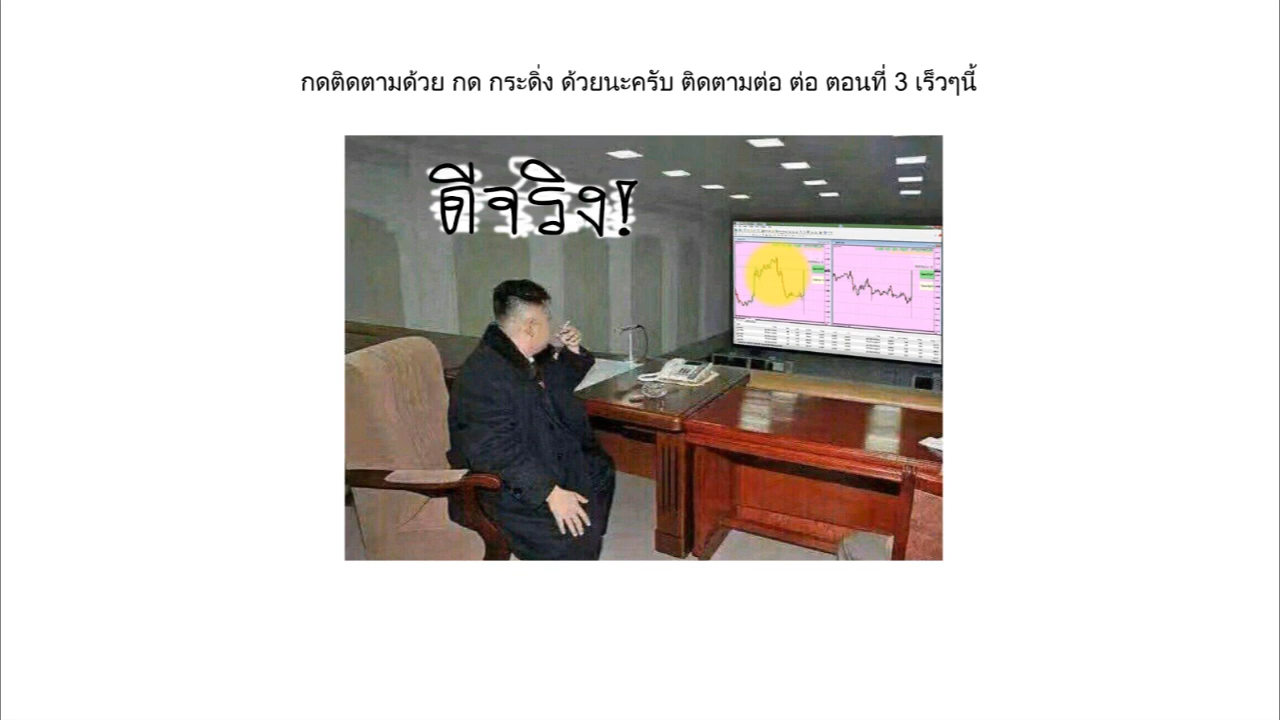 กดติดตามด้วย กด กระดิ่ง ด้วยนะครับ ติดตามต่อ ต่อ ตอนที่ 3 เร็วๆนี้
ดีจริง!